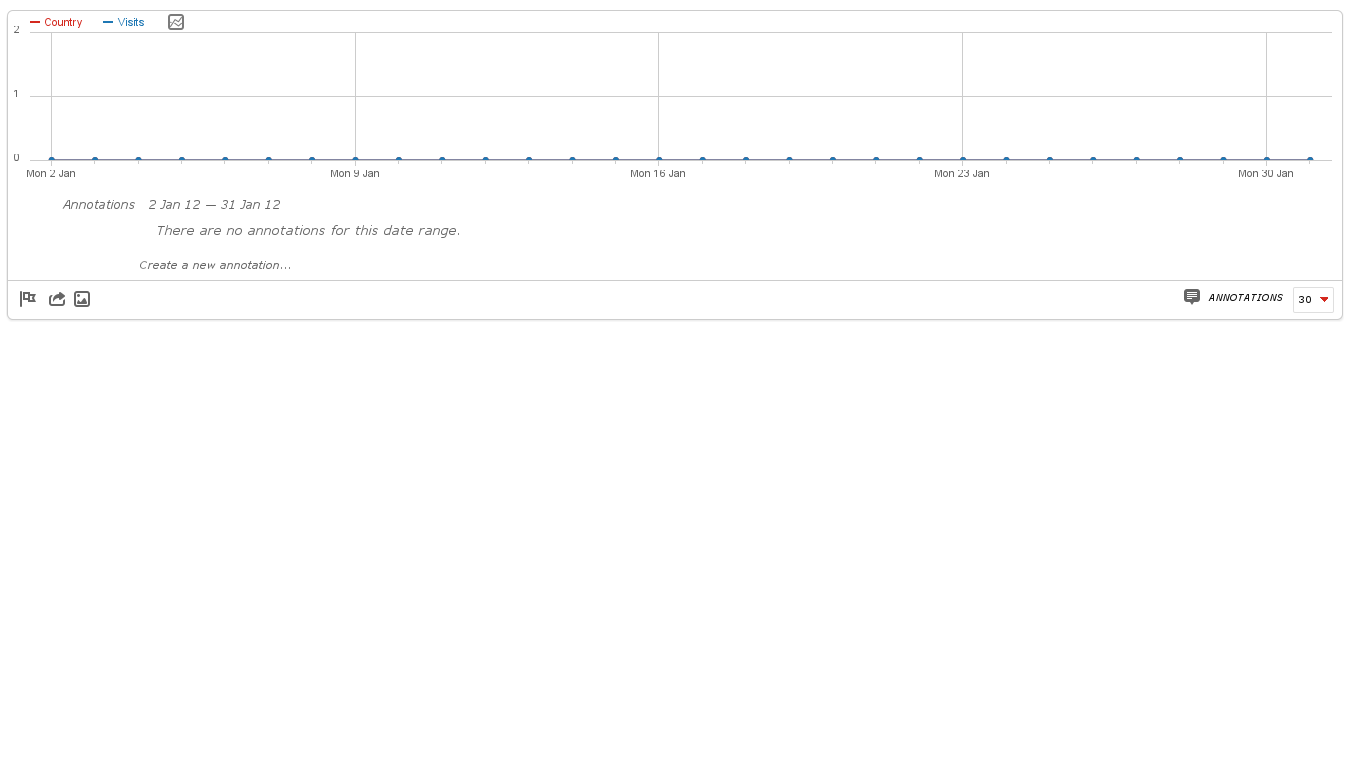 Country Visits
2
1
0
Mon 2 Jan Mon 9 Jan Mon 16 Jan Mon 23 Jan Mon 30 Jan
Annotations 2 Jan 12 — 31 Jan 12
There are no annotations for this date range.
Create a new annotation...
ANNOTATIONS 30